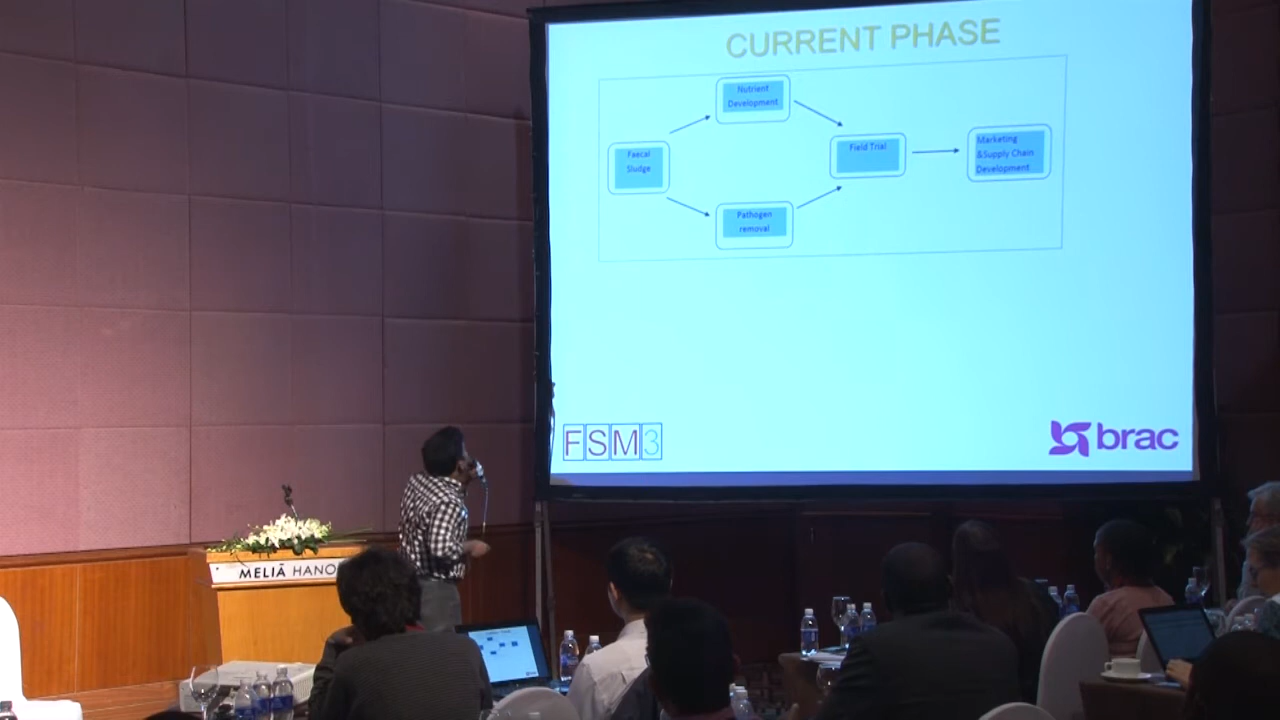 CURRENT PHASE
Nutrient
Development
Faecal
Sludge
Field Trial
Marketing
&Supply Chain
Development
Pathogen
removal
FSM3
brac
MELIÃ HANO